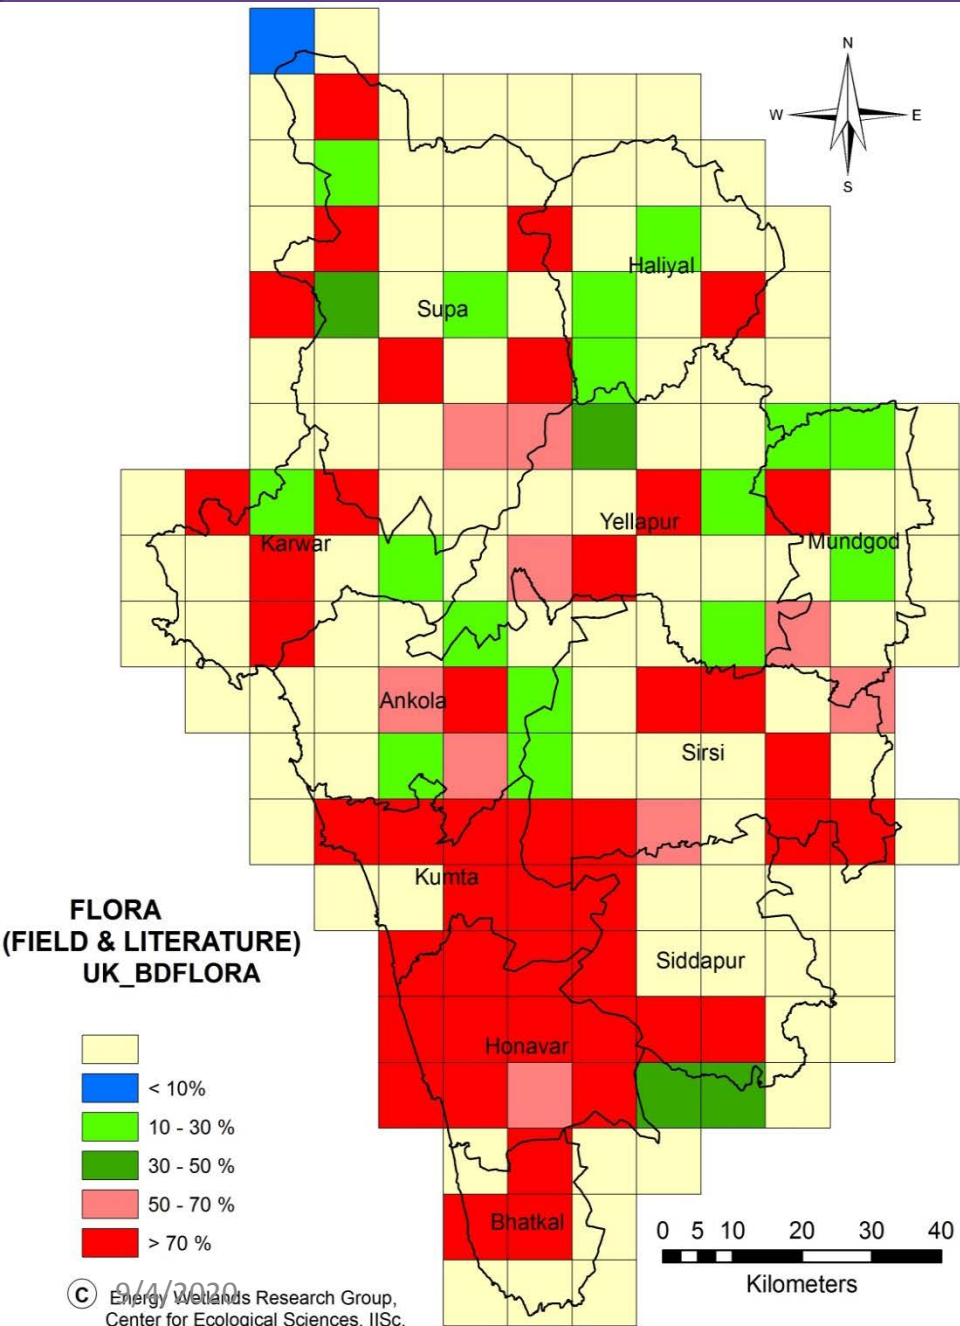 N
W E
S
Haliyal
Supa
Yellapur
Karwar
Mundgod
Ankola
Sirsi
Kumta
FLORA
(FIELD & LITERATURE)
UK_BDFLORA
Siddapur
Honavar
< 10%
10 - 30 %
30 - 50 %
50 - 70 %
> 70 %
Bhatkal
0 5 10 20 30 40
Kilometers
9/4/2020
© Energy Wetlands Research Group,
Center for Ecological Sciences, IISc.